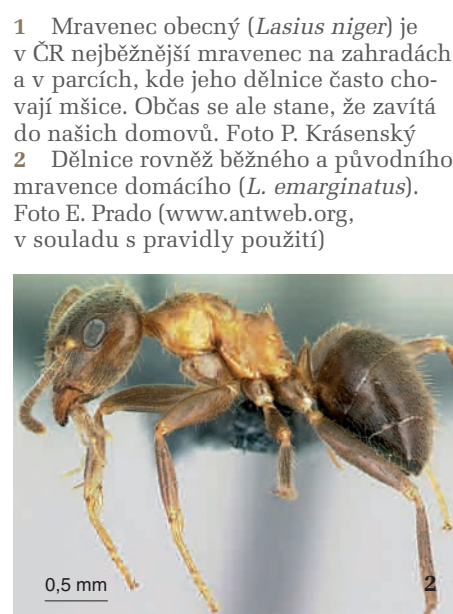 1 Mravenec obecný (Lasius niger) je
v ČR nejběžnější mravenec na zahradách
a v parcích, kde jeho dělnice často cho-
vají mšice. Občas se ale stane, že zavítá
do našich domovů. Foto P. Krásenský
2 Dělnice rovněž běžného a původního
mravence domácího (L. emarginatus).
Foto E. Prado (www.antweb.org,
v souladu s pravidly použití)
0,5 mm
2